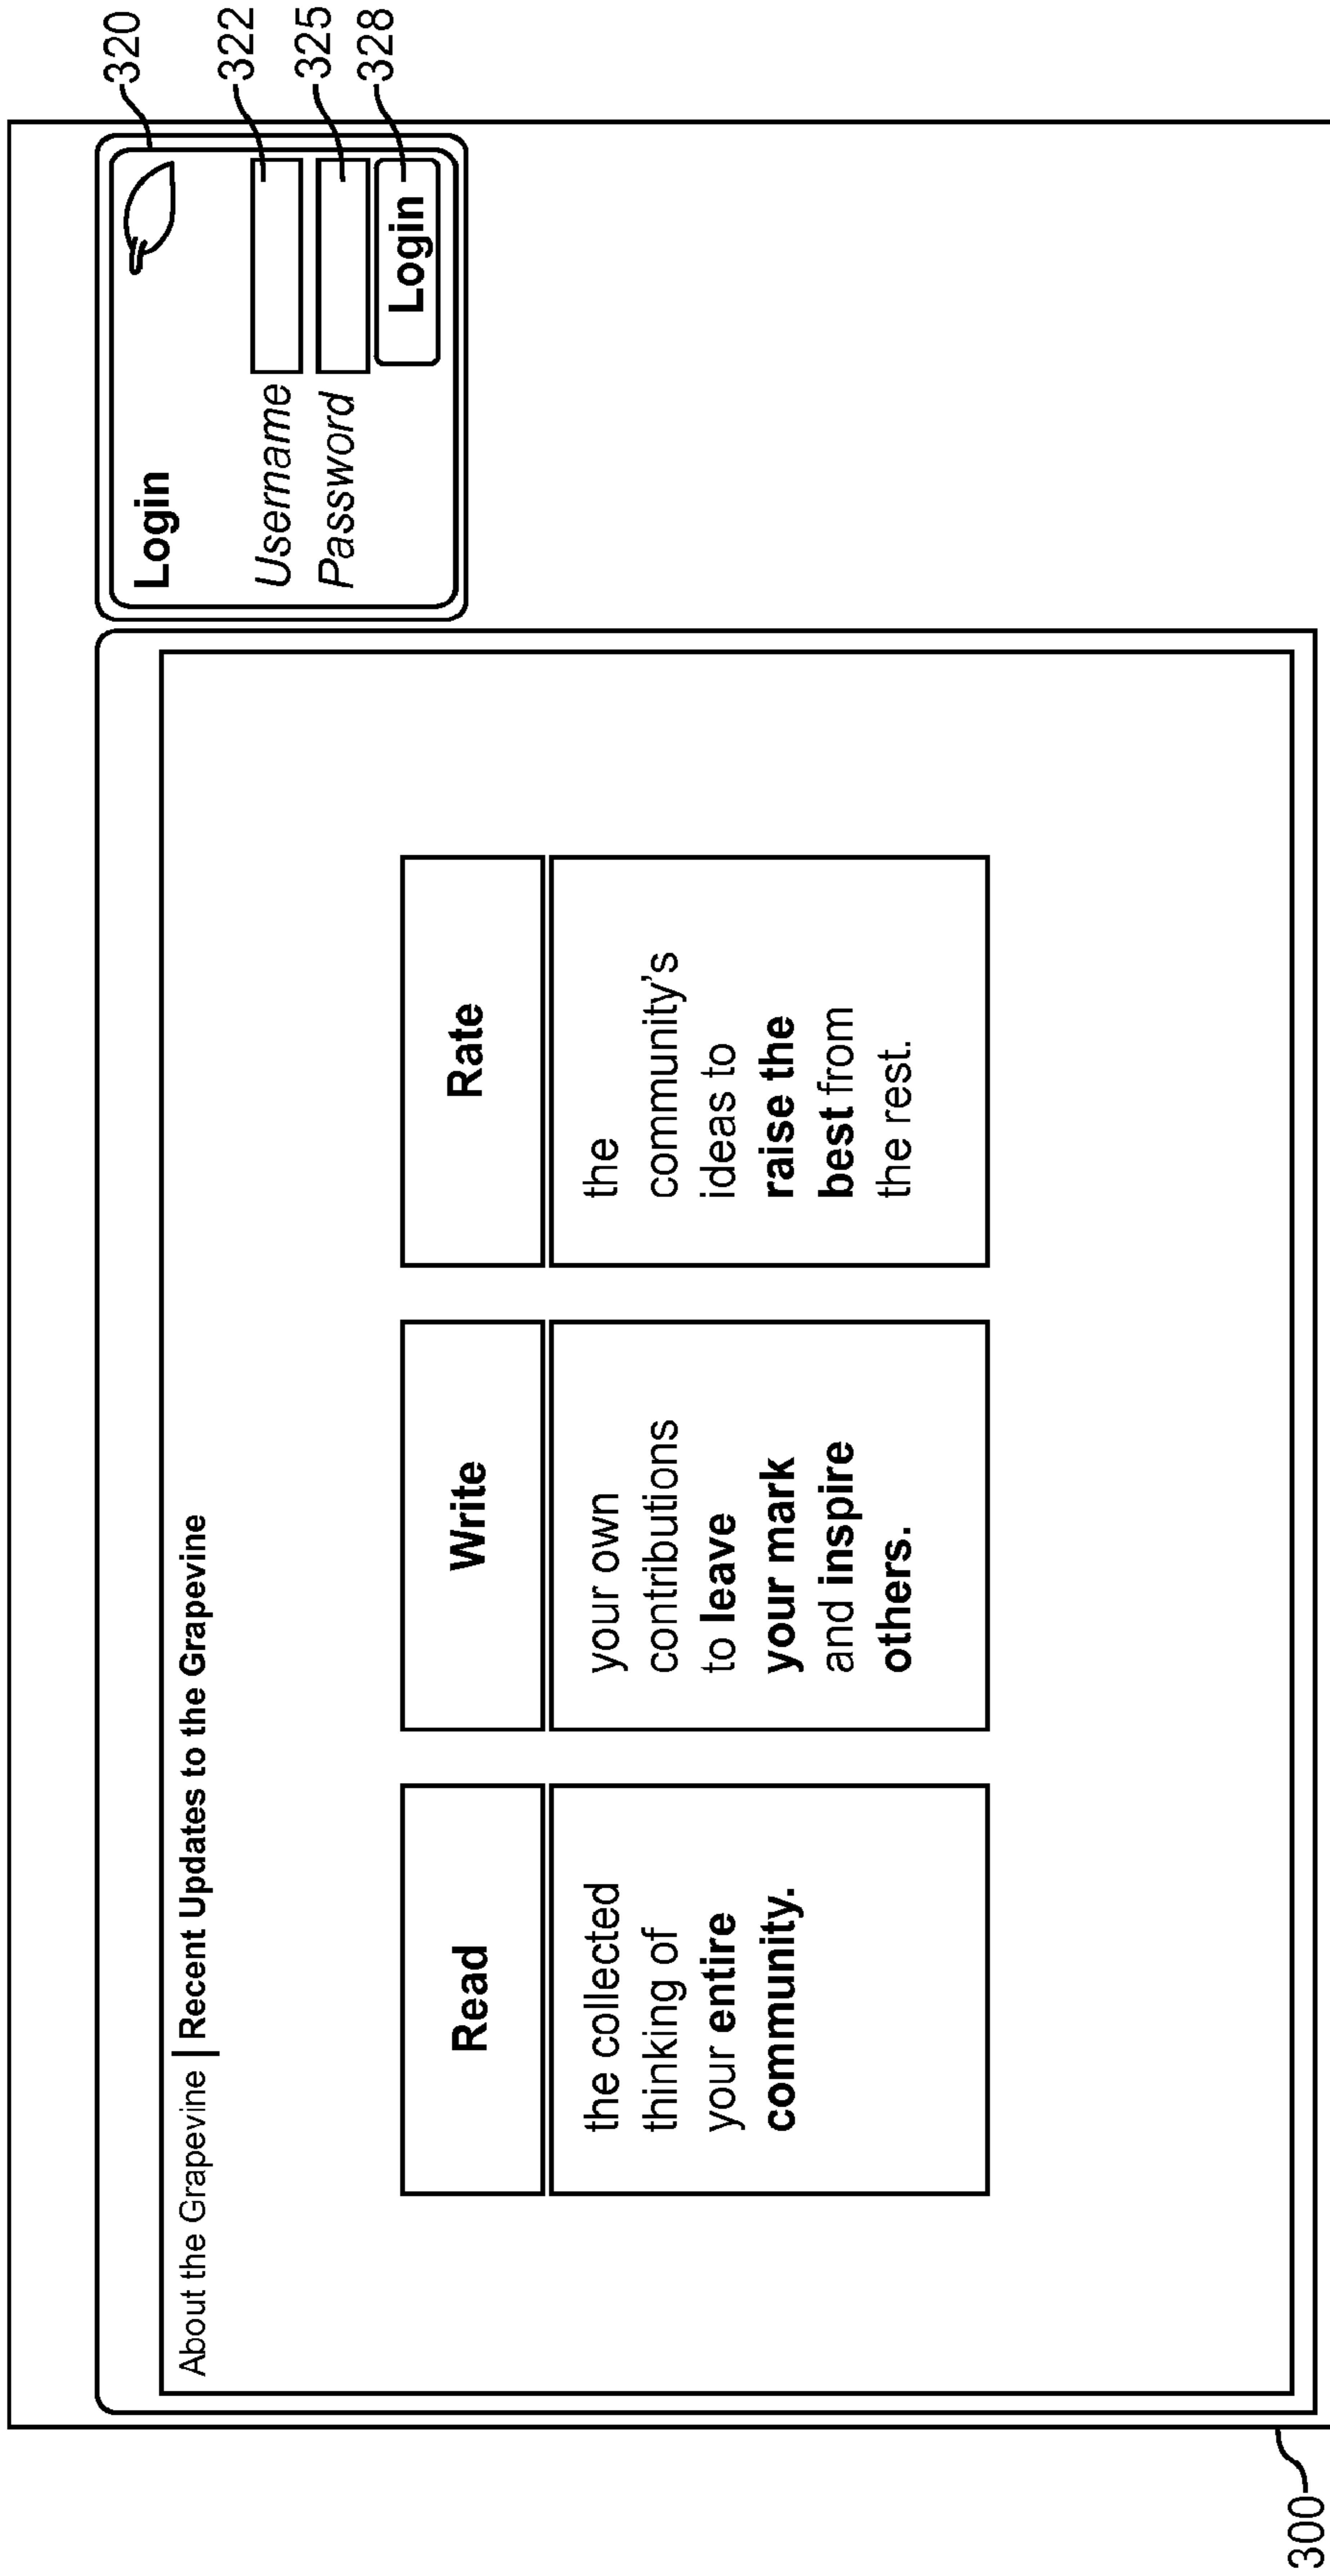 About the Grapevine | Recent Updates to the Grapevine
Read
the collected
thinking of
your entire
community.
Write
your own
contributions
to leave
your mark
and inspire
others.
Rate
the
community's
ideas to
raise the
best from
the rest.
Login
Username
Password
Login
320
322
325
328
300